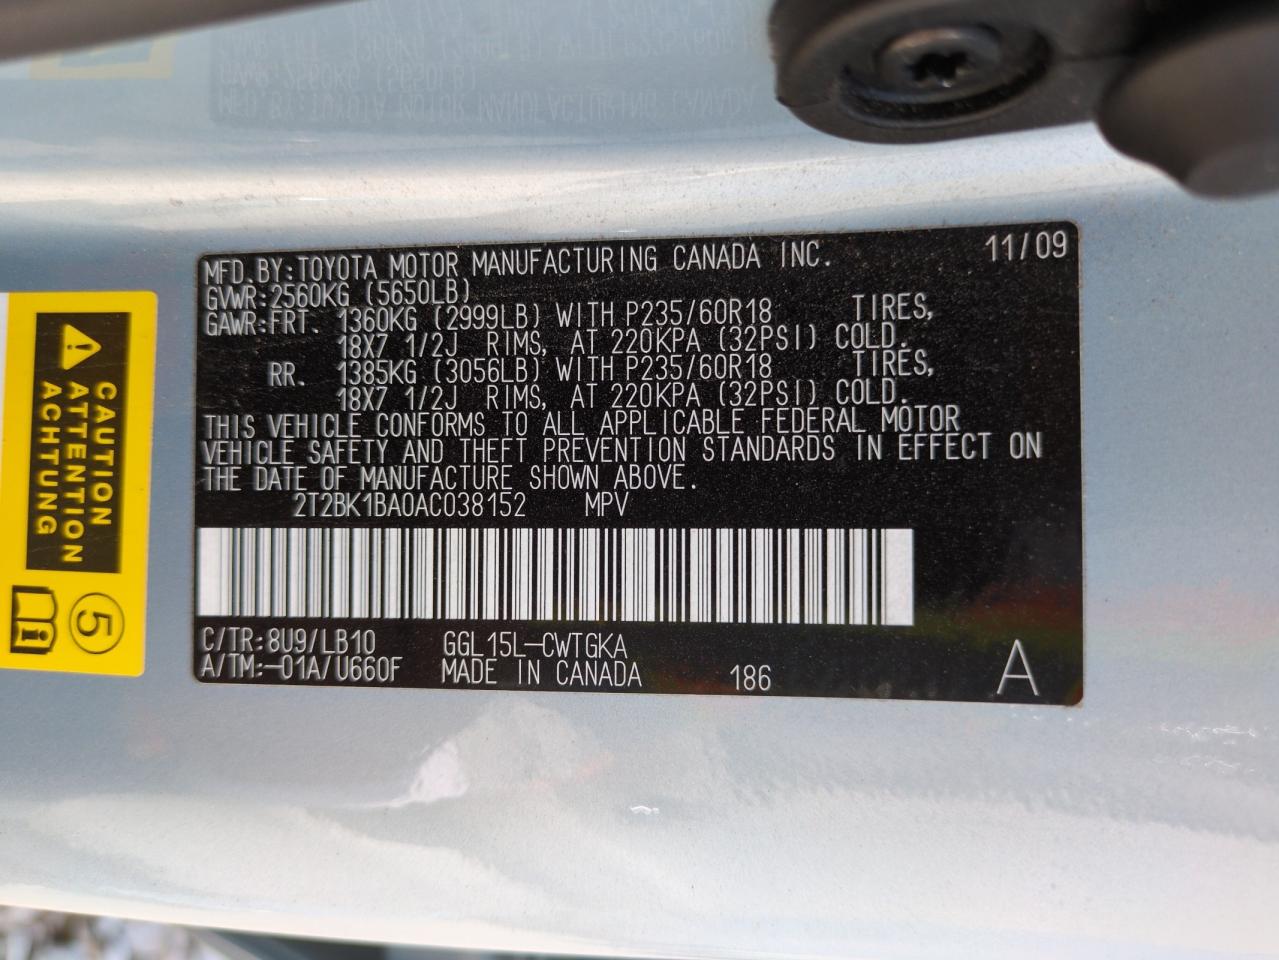 MFD.BY:TOYOTA MOTOR MANUFACTURING CANADA INC. 11/09
GVWR:2560KG (5650LB)
GAWR:FRT. 1360KG (2999LB) WITH P235/60R18 TIRES,
18X7 1/2J RIMS, AT 220KPA (32PSI) COLD.
RR. 1385KG (3056LB) WITH P235/60R18 TIRES,
18X7 1/2J RIMS, AT 220KPA (32PSI) COLD.
THIS VEHICLE CONFORMS TO ALL APPLICABLE FEDERAL MOTOR
VEHICLE SAFETY AND THEFT PREVENTION STANDARDS IN EFFECT ON
THE DATE OF MANUFACTURE SHOWN ABOVE.
2T2BK1BA0AC038152 MPV
C/TR:8U9/LB10 GGL15L-CWTGKA
A/TM:-01A/U660F MADE IN CANADA 186 A
CAUTION
ATTENTION
ACHTUNG
5